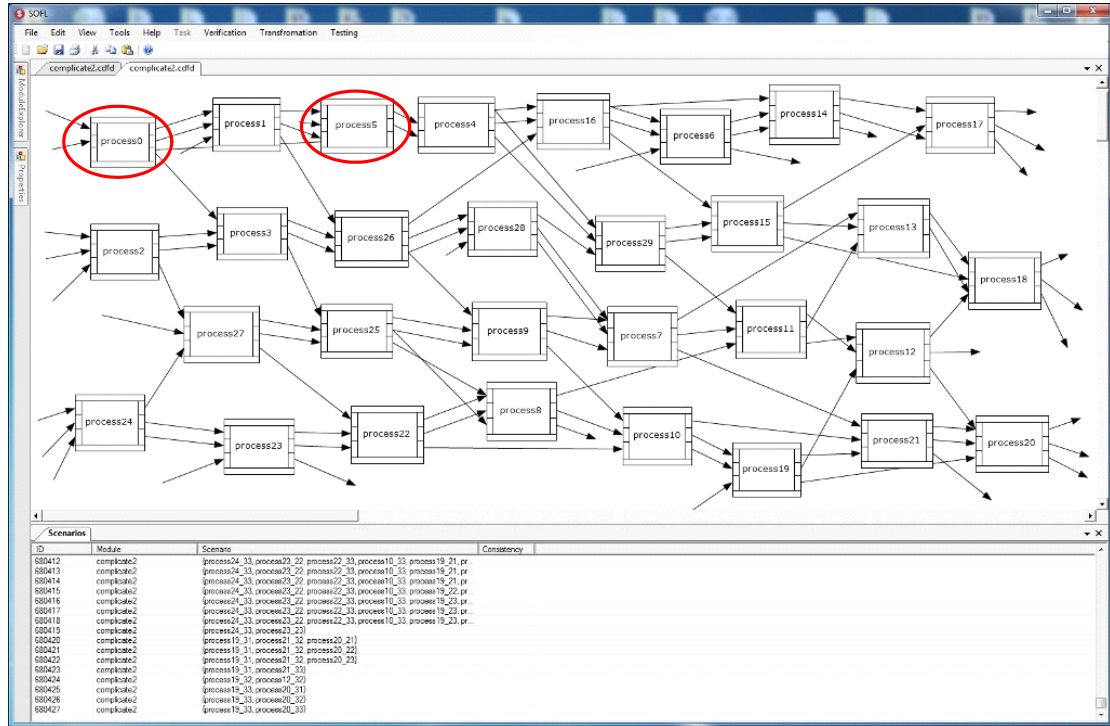 SOFL
File Edit View Tools Help Task Verification Transfromation Testing
complicate2.cdfd complicate2.cdfd
ModuleExplorer
Properties
process0
process1
process5
process4
process16
process6
process14
process17
process2
process3
process26
process28
process29
process15
process13
process18
process27
process25
process9
process7
process11
process12
process24
process23
process22
process8
process10
process19
process21
process20
Scenarios
ID Module Scenario Consistency
680412 complicate2 {process24_33, process23_22, process22_33, process10_33, process19_21, pr...
680413 complicate2 {process24_33, process23_22, process22_33, process10_33, process19_21, pr...
680414 complicate2 {process24_33, process23_22, process22_33, process10_33, process19_21, pr...
680415 complicate2 {process24_33, process23_22, process22_33, process10_33, process19_22, pr...
680416 complicate2 {process24_33, process23_22, process22_33, process10_33, process19_23, pr...
680417 complicate2 {process24_33, process23_22, process22_33, process10_33, process19_23, pr...
680418 complicate2 {process24_33, process23_22, process22_33, process10_33, process19_23, pr...
680419 complicate2 {process24_33, process23_23}
680420 complicate2 {process19_31, process21_32, process20_21}
680421 complicate2 {process19_31, process21_32, process20_22}
680422 complicate2 {process19_31, process21_32, process20_23}
680423 complicate2 {process19_31, process21_33}
680424 complicate2 {process19_32, process12_32}
680425 complicate2 {process19_33, process20_31}
680426 complicate2 {process19_33, process20_32}
680427 complicate2 {process19_33, process20_33}